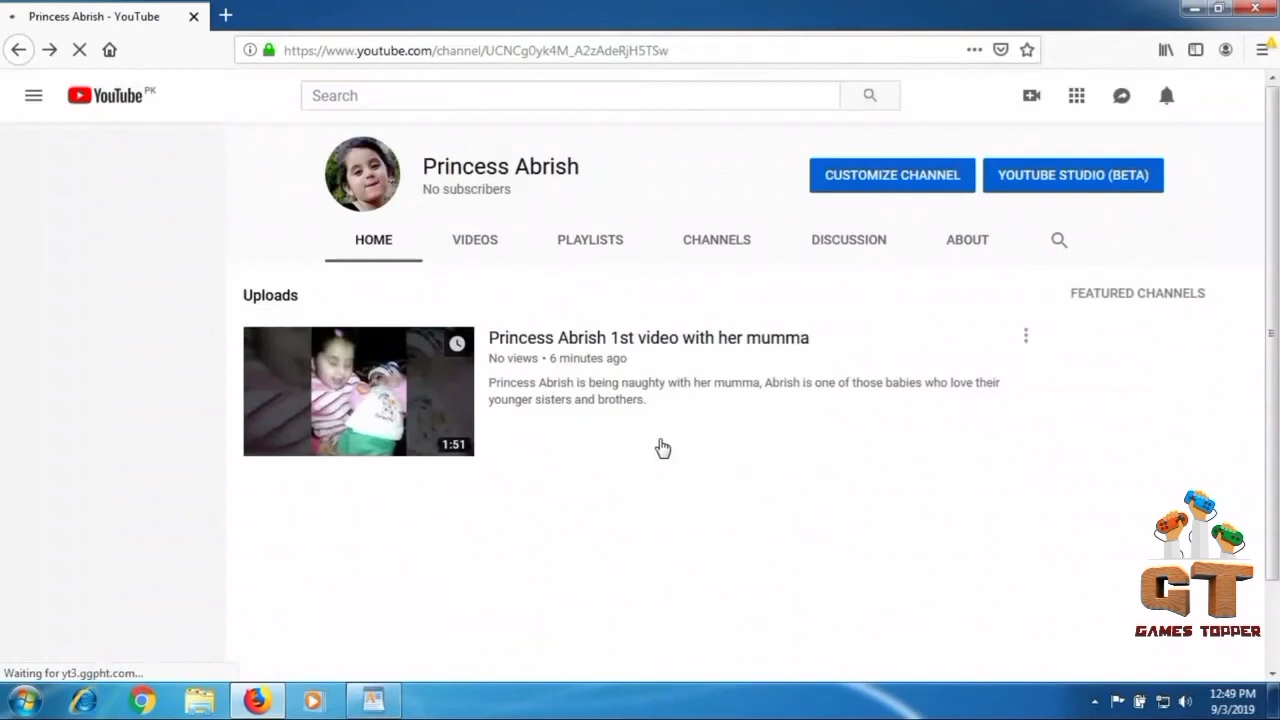 Princess Abrish - YouTube
https://www.youtube.com/channel/UCNCg0yk4M_A2zAdeRjH5TSw
YouTube PK
Search
Princess Abrish
No subscribers
CUSTOMIZE CHANNEL
YOUTUBE STUDIO (BETA)
HOME
VIDEOS
PLAYLISTS
CHANNELS
DISCUSSION
ABOUT
Uploads
FEATURED CHANNELS
1:51
Princess Abrish 1st video with her mumma
No views • 6 minutes ago
Princess Abrish is being naughty with her mumma, Abrish is one of those babies who love their
younger sisters and brothers.
GT
GAMES TOPPER
Waiting for yt3.ggpht.com...
12:49 PM
9/3/2019